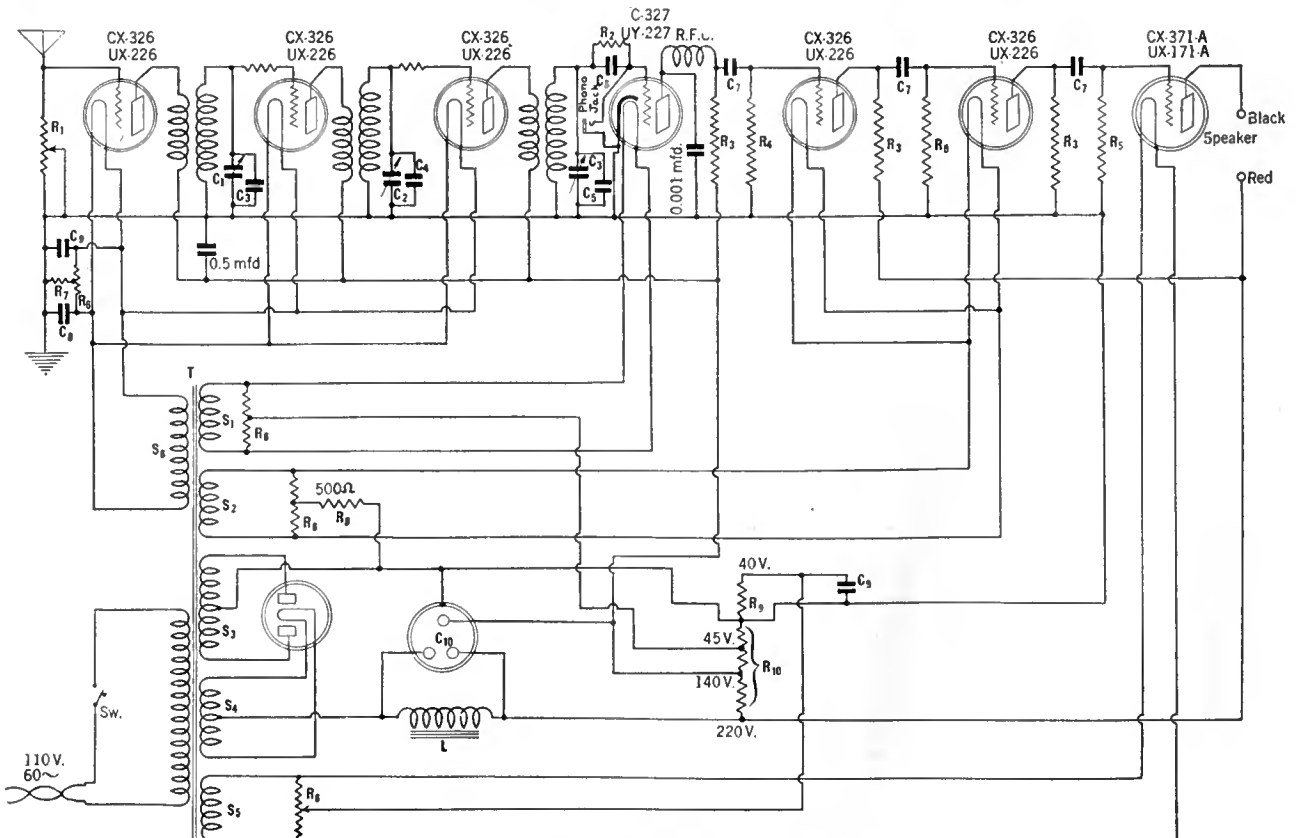 CX-326
UX-226
CX-326
UX-226
CX-326
UX-226
C-327
UY-227
R2
R.F.C.
CX-326
UX-226
CX-326
UX-226
CX-371-A
UX-171-A
C
Phono
Jack
C7
C7
C7
Black
Speaker
Red
R1
C1
C3
C2
C4
C3
C5
0.001 mfd.
R3
R4
R3
R8
R3
R5
C9
R7
R6
C8
0.5 mfd
T
S6
S1
R6
S2
500Ω
R8
R6
S3
C10
40V.
R9
C9
45V.
R10
140V.
220V.
Sw.
S4
L
110V.
60~
S5
R6